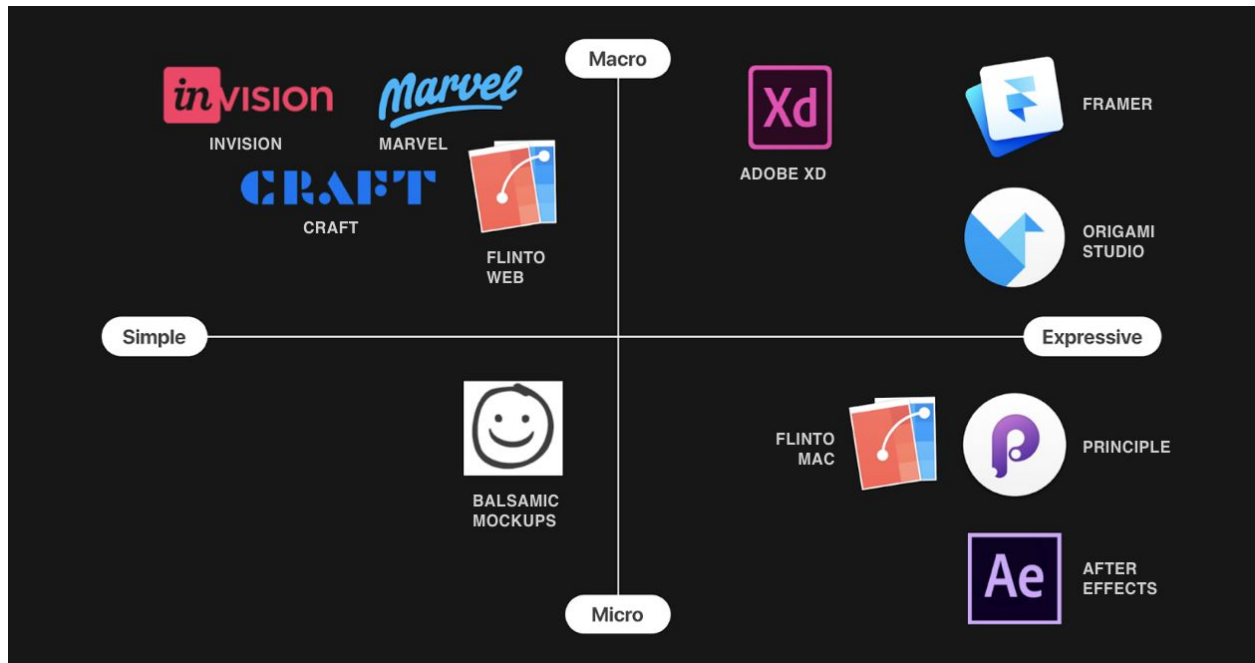 Macro
inVISION
INVISION
Marvel
MARVEL
CRAFT
CRAFT
FLINTO
WEB
Xd
ADOBE XD
FRAMER
ORIGAMI
STUDIO
Simple
Expressive
BALSAMIC
MOCKUPS
FLINTO
MAC
PRINCIPLE
Ae
AFTER
EFFECTS
Micro